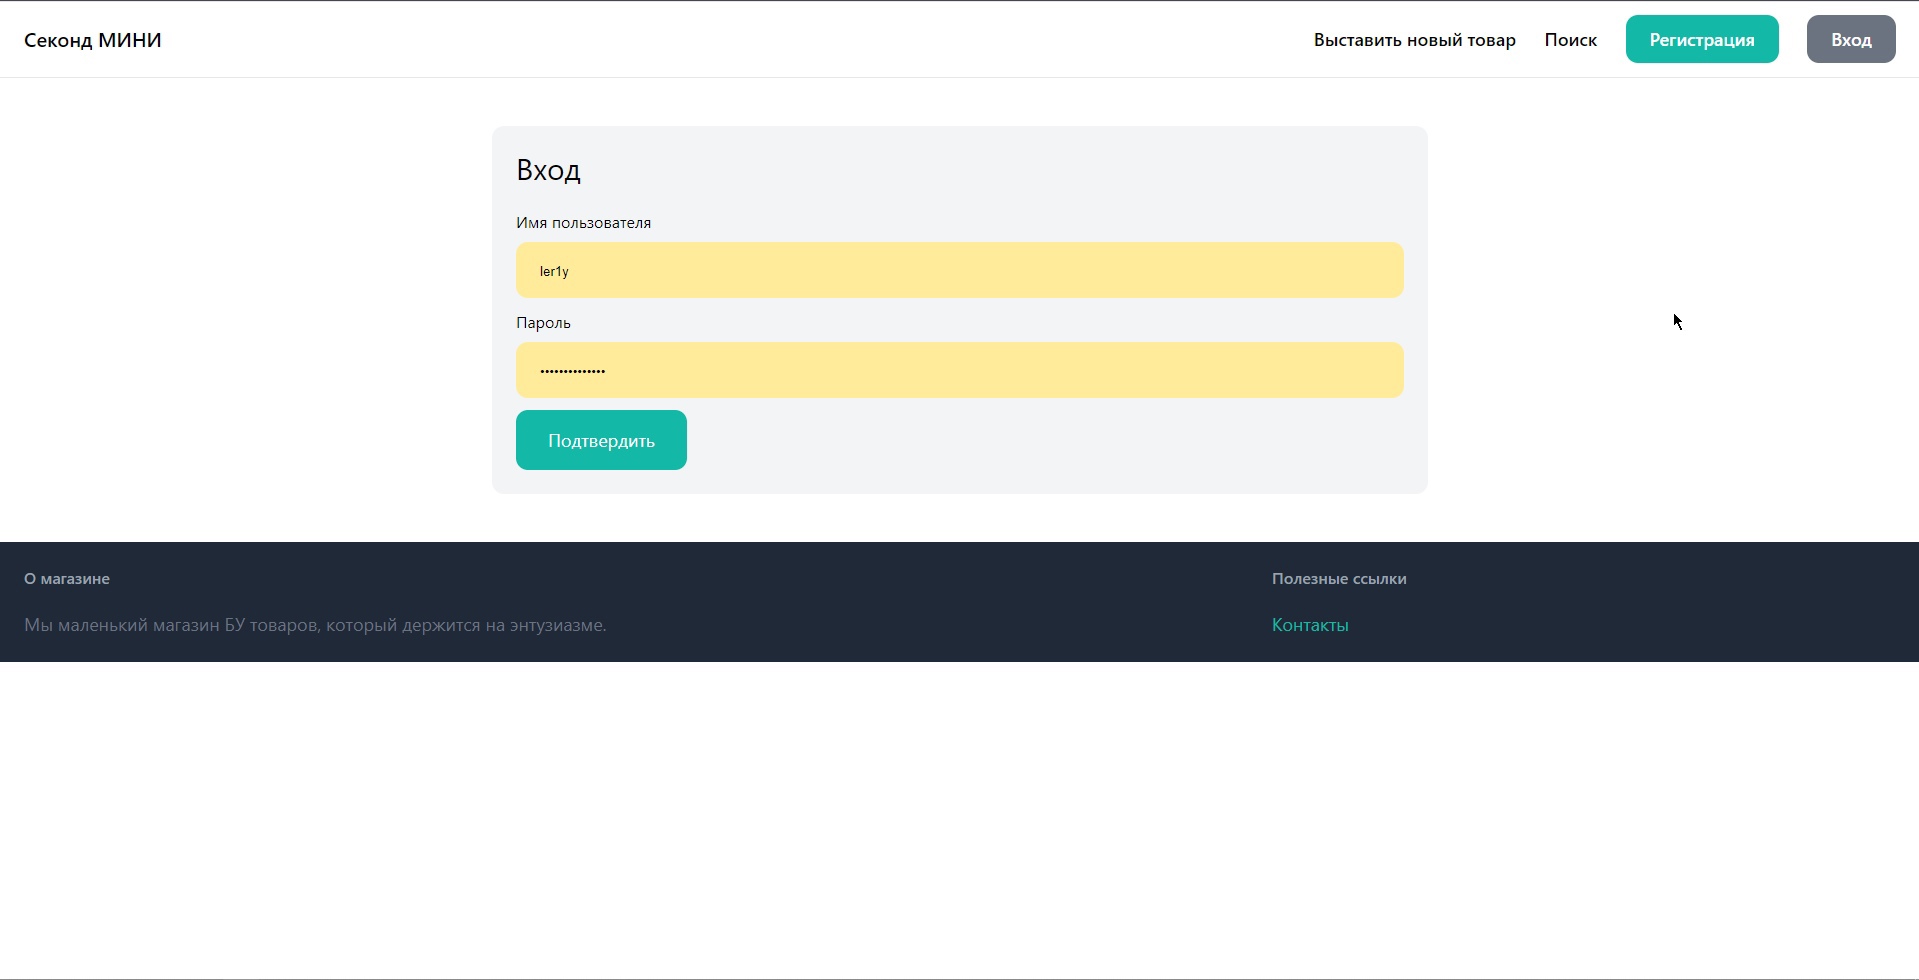 Секонд МИНИ
Выставить новый товар
Поиск
Регистрация
Вход
Вход
Имя пользователя
ler1y
Пароль
••••••••••••••
Подтвердить
О магазине
Полезные ссылки
Мы маленький магазин БУ товаров, который держится на энтузиазме.
Контакты